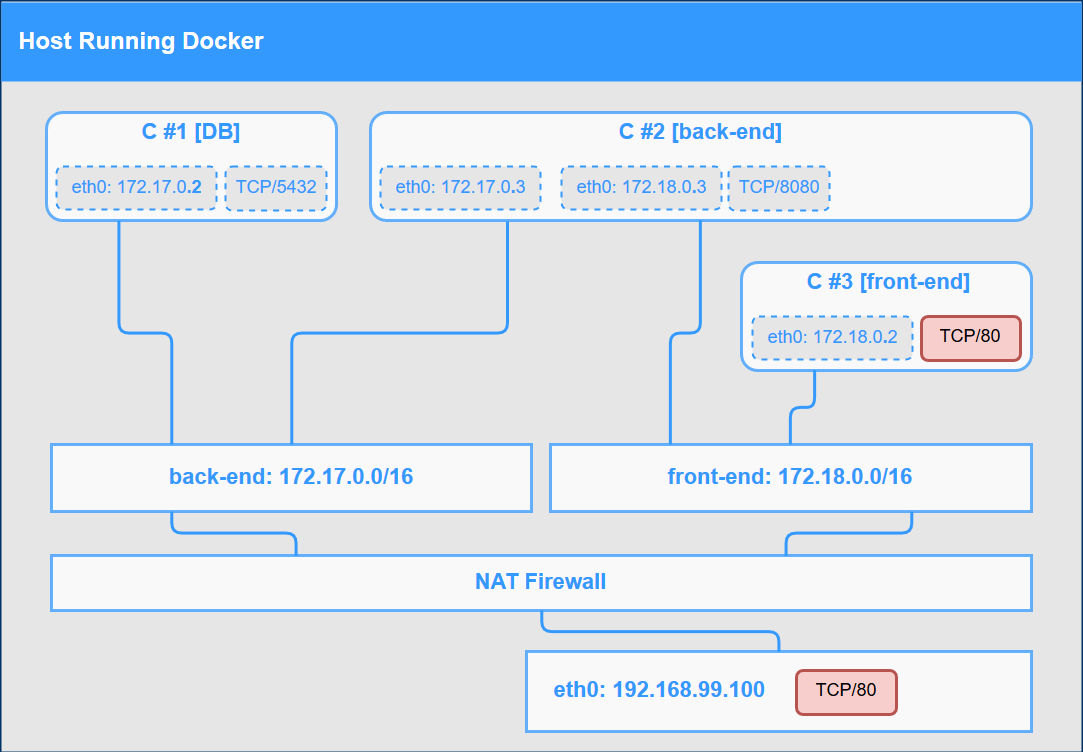 Host Running Docker
C #1 [DB]
eth0: 172.17.0.2
TCP/5432
C #2 [back-end]
eth0: 172.17.0.3
eth0: 172.18.0.3
TCP/8080
C #3 [front-end]
eth0: 172.18.0.2
TCP/80
back-end: 172.17.0.0/16
front-end: 172.18.0.0/16
NAT Firewall
eth0: 192.168.99.100
TCP/80